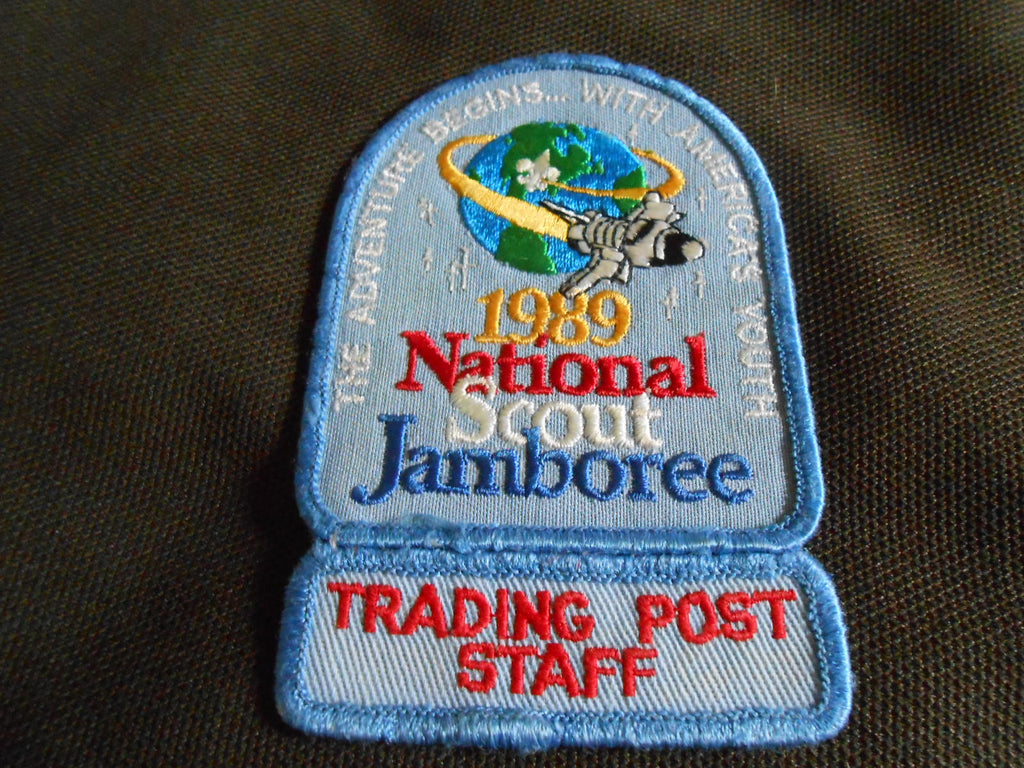 THE ADVENTURE BEGINS... WITH AMERICA'S YOUTH
1989
National
Scout
Jamboree
TRADING POST
STAFF